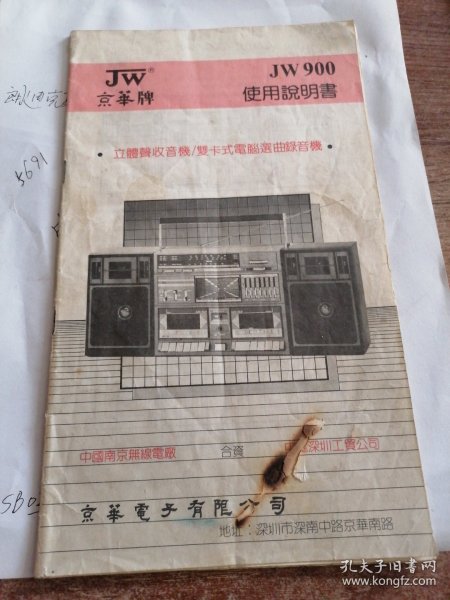 JW®
京華牌
JW 900
使用說明書
• 立體聲收音機/雙卡式電腦選曲錄音機 •
中國南京無線電廠 合資 深圳工貿公司
京華電子有限公司
地址：深圳市深南中路京華南路
5691
孔夫子旧书网
www.kongfz.com